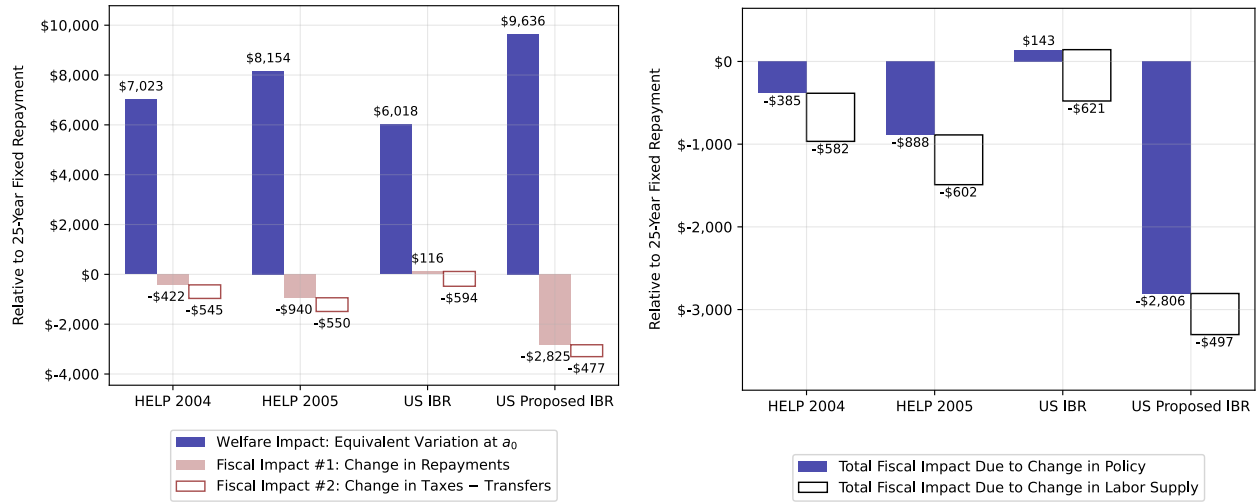 $10,000
$8,000
$6,000
$4,000
$2,000
$0
$-2,000
$-4,000
Relative to 25-Year Fixed Repayment
$7,023
$8,154
$6,018
$9,636
-$422
-$545
-$940
-$550
$116
-$594
-$2,825
-$477
HELP 2004
HELP 2005
US IBR
US Proposed IBR
Welfare Impact: Equivalent Variation at a₀
Fiscal Impact #1: Change in Repayments
Fiscal Impact #2: Change in Taxes − Transfers
$0
$-1,000
$-2,000
$-3,000
Relative to 25-Year Fixed Repayment
-$385
-$582
-$888
-$602
$143
-$621
-$2,806
-$497
HELP 2004
HELP 2005
US IBR
US Proposed IBR
Total Fiscal Impact Due to Change in Policy
Total Fiscal Impact Due to Change in Labor Supply